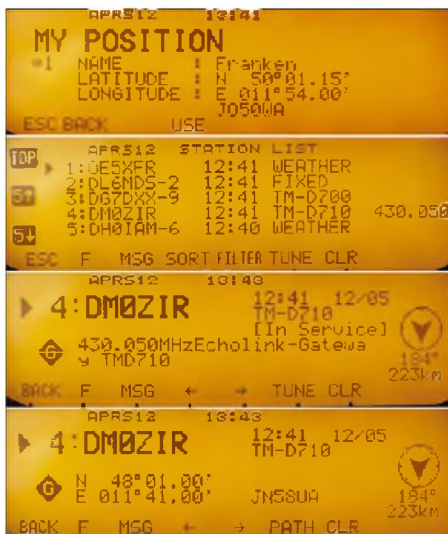 APRS12 13:41
MY POSITION
1 NAME : Franken
LATITUDE : N 50°01.15'
LONGITUDE : E 011°54.00'
JO50WA
ESC BACK USE
APRS12 STATION LIST
TOP
1:OE5XFR 12:41 WEATHER
2:DL6MDS-2 12:41 FIXED
5↑ 3:DG7DXX-9 12:41 TM-D700
4:DM0ZIR 12:41 TM-D710 430.050
5↓ 5:DH0IAM-6 12:40 WEATHER
ESC F MSG SORT FILTER TUNE CLR
APRS12 13:43
4:DM0ZIR 12:41 12/05
TM-D710
[In Service]
G 430.050MHzEcholink-Gatewa
y TMD710 184°
223km
BACK F MSG ← → TUNE CLR
APRS12 13:43
4:DM0ZIR 12:41 12/05
TM-D710
G N 48°01.00'
E 011°41.00' JN58UA 184°
223km
BACK F MSG ← → PATH CLR